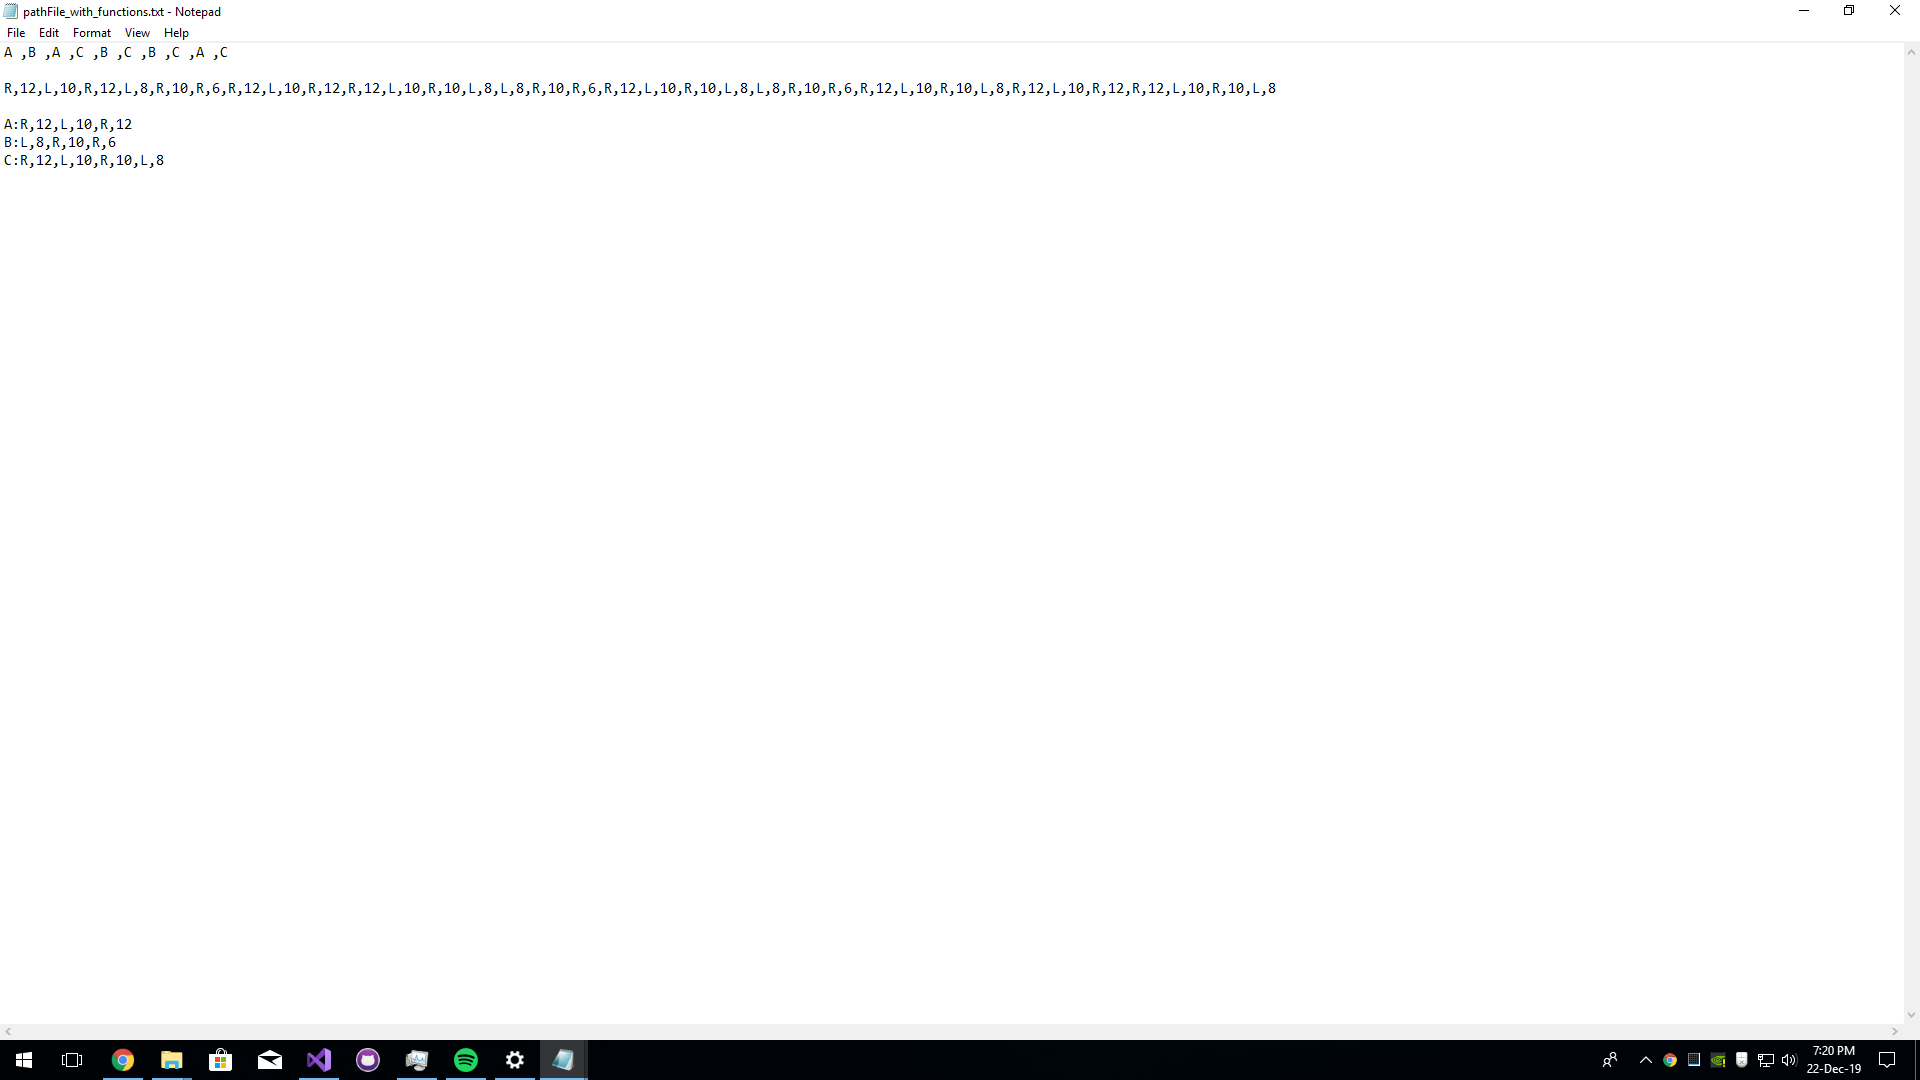 pathFile_with_functions.txt - Notepad
File Edit Format View Help
A ,B ,A ,C ,B ,C ,B ,C ,A ,C
R,12,L,10,R,12,L,8,R,10,R,6,R,12,L,10,R,12,R,12,L,10,R,10,L,8,L,8,R,10,R,6,R,12,L,10,R,10,L,8,L,8,R,10,R,6,R,12,L,10,R,10,L,8,R,12,L,10,R,12,R,12,L,10,R,10,L,8
A:R,12,L,10,R,12
B:L,8,R,10,R,6
C:R,12,L,10,R,10,L,8
7:20 PM
22-Dec-19